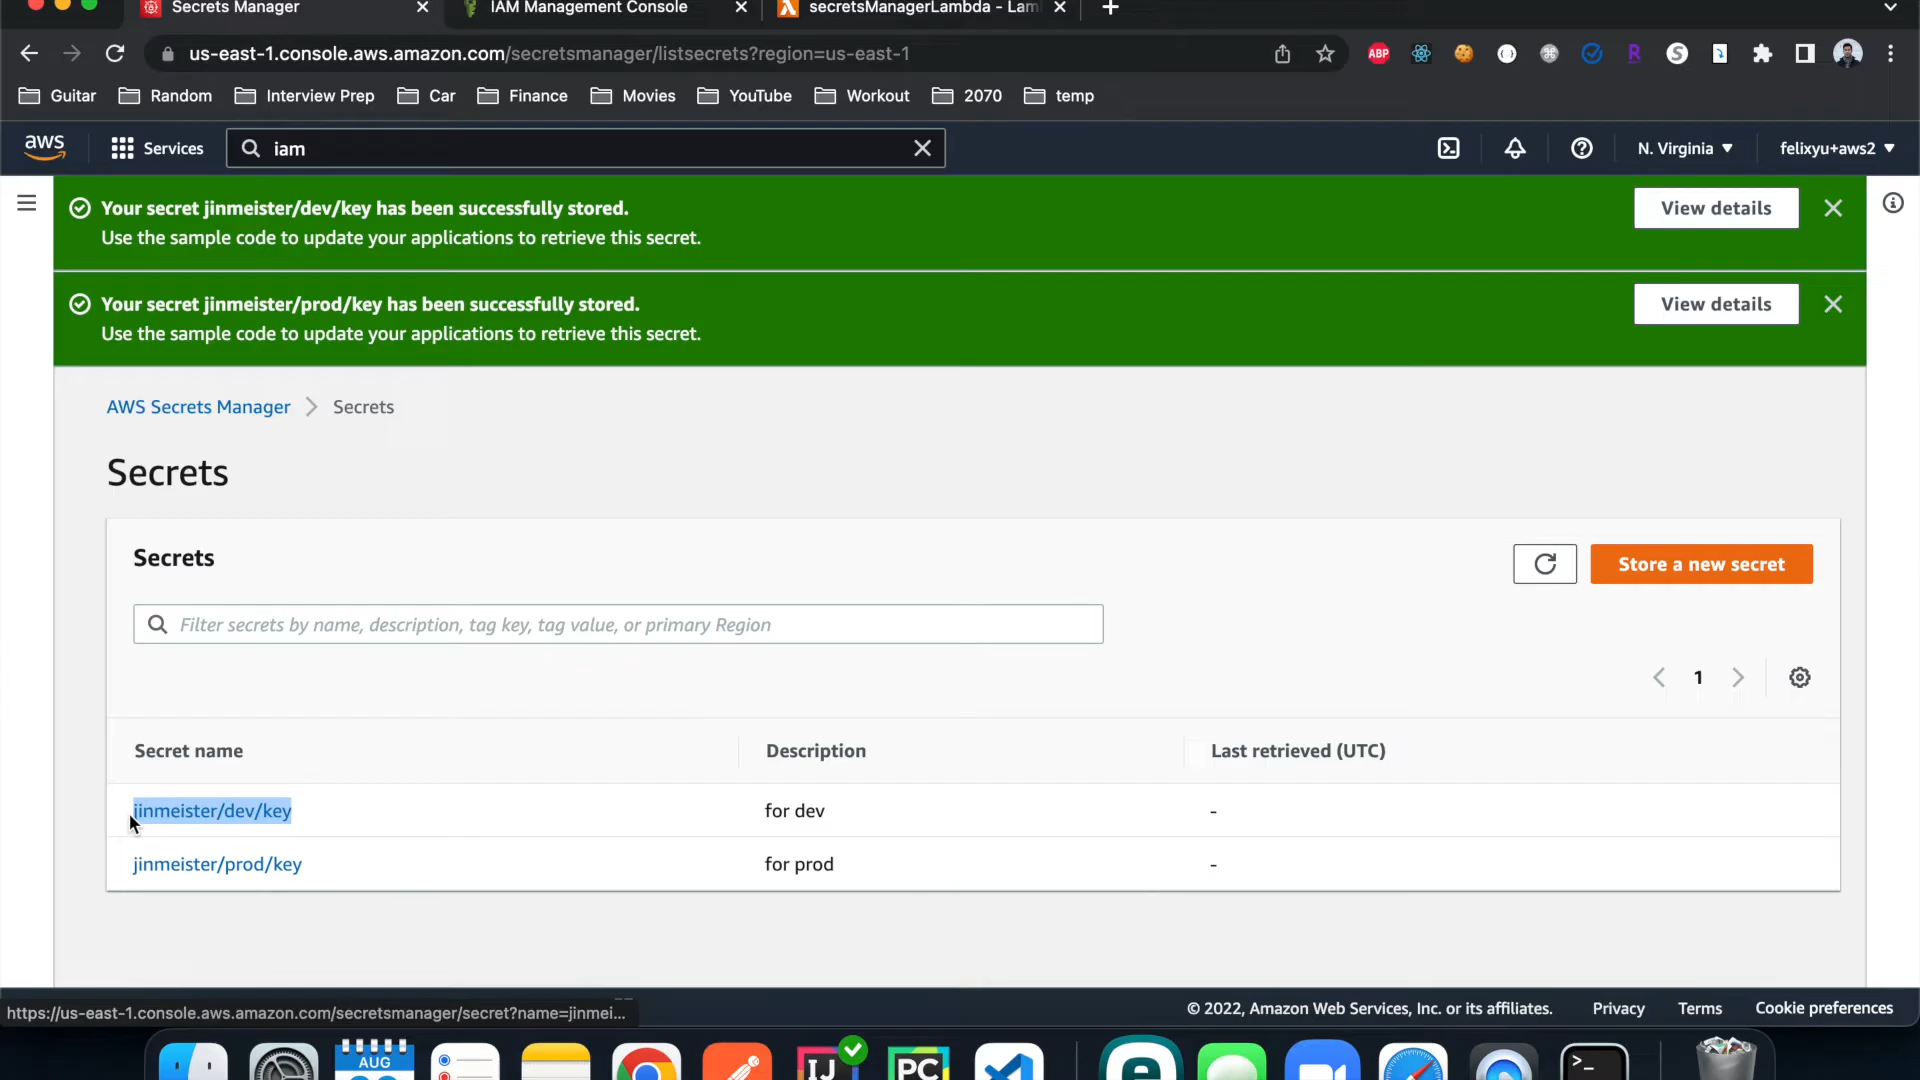 Secrets Manager
IAM Management Console
secretsManagerLambda - Lam
us-east-1.console.aws.amazon.com/secretsmanager/listsecrets?region=us-east-1
ABP
R
S
Guitar
Random
Interview Prep
Car
Finance
Movies
YouTube
Workout
2070
temp
aws
Services
iam
N. Virginia
felixyu+aws2
Your secret jinmeister/dev/key has been successfully stored.
Use the sample code to update your applications to retrieve this secret.
View details
Your secret jinmeister/prod/key has been successfully stored.
Use the sample code to update your applications to retrieve this secret.
View details
AWS Secrets Manager
Secrets
Secrets
Secrets
Store a new secret
Filter secrets by name, description, tag key, tag value, or primary Region
1
Secret name
Description
Last retrieved (UTC)
jinmeister/dev/key
for dev
-
jinmeister/prod/key
for prod
-
https://us-east-1.console.aws.amazon.com/secretsmanager/secret?name=jinmei...
© 2022, Amazon Web Services, Inc. or its affiliates.
Privacy
Terms
Cookie preferences
AUG
IJ
PC
e
>_